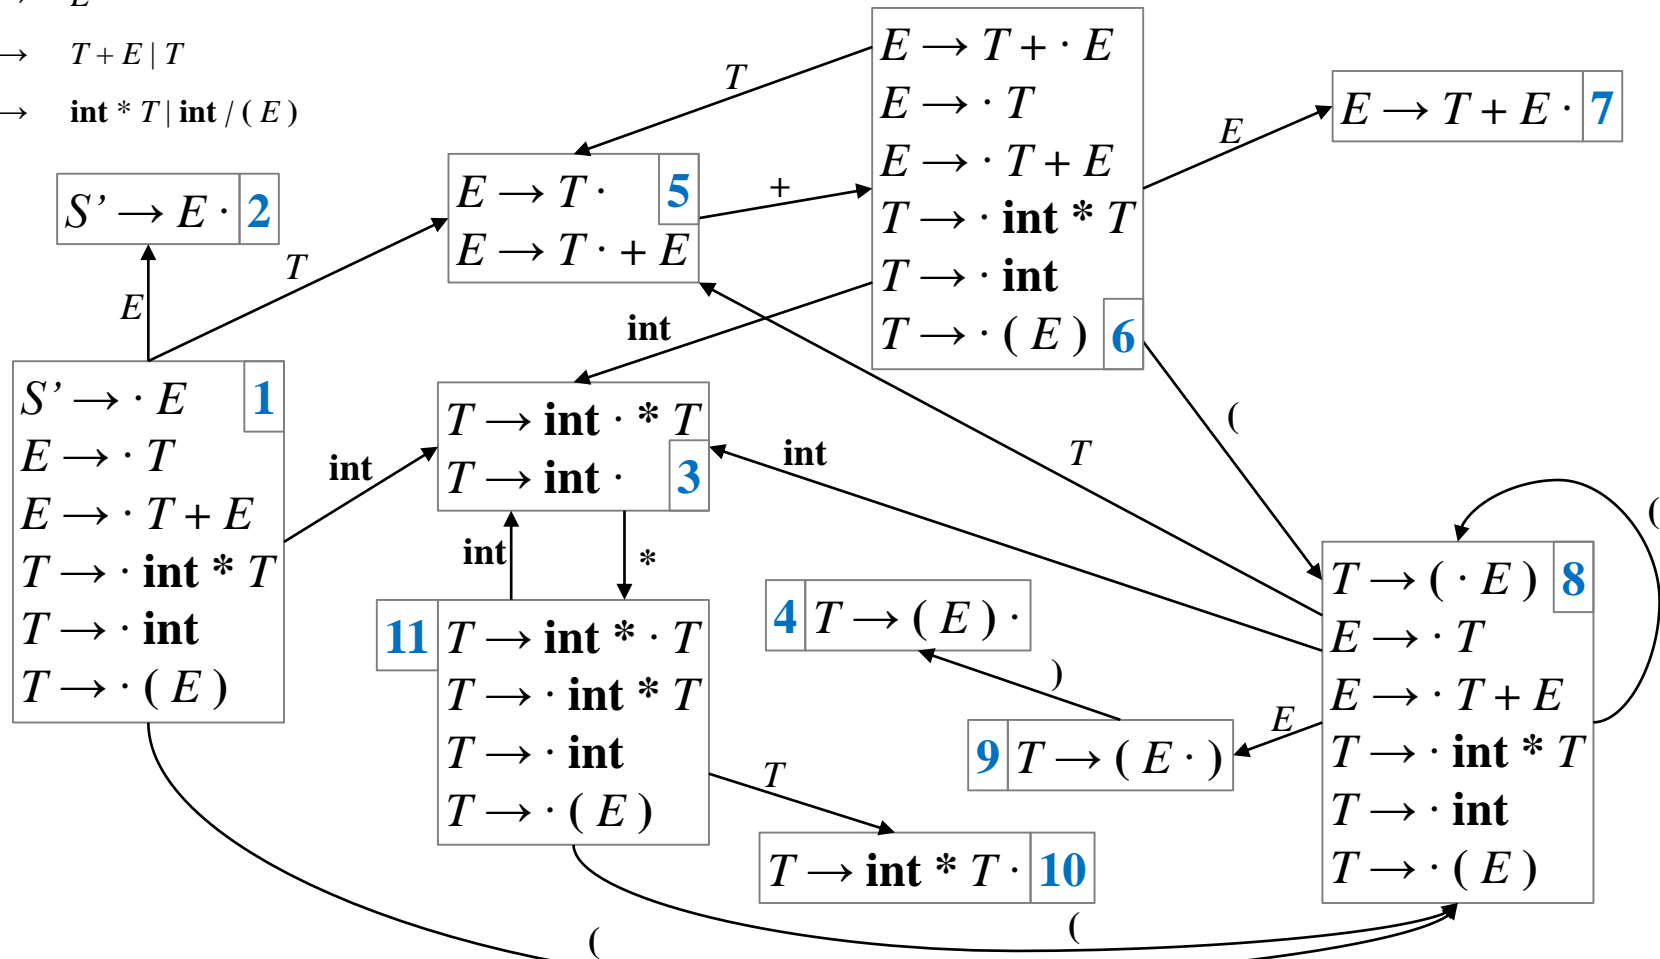 → E
→ T + E | T
→ int * T | int / ( E )
S’ → E · 2
E
T
int
(
S’ → · E 1
E → · T
E → · T + E
T → · int * T
T → · int
T → · ( E )
E → T · 5
E → T · + E
T
+
int
T → int · * T
T → int · 3
int
*
11 T → int * · T
T → · int * T
T → · int
T → · ( E )
T
(
T → int * T · 10
E → T + · E
E → · T
E → · T + E
T → · int * T
T → · int
T → · ( E ) 6
E
E → T + E · 7
(
T
int
4 T → ( E ) ·
)
9 T → ( E · )
E
T → ( · E ) 8
E → · T
E → · T + E
T → · int * T
T → · int
T → · ( E )
(